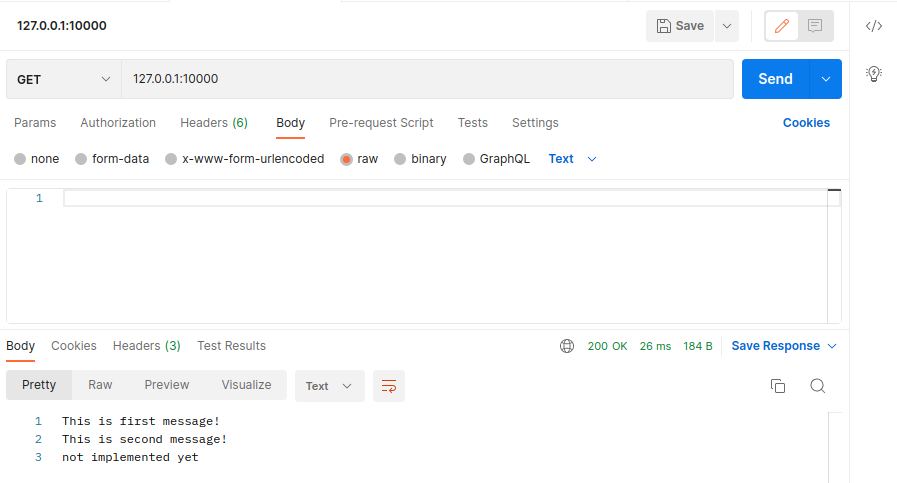 127.0.0.1:10000
Save
GET 127.0.0.1:10000 Send
Params Authorization Headers (6) Body Pre-request Script Tests Settings Cookies
none form-data x-www-form-urlencoded raw binary GraphQL Text
1
Body Cookies Headers (3) Test Results 200 OK 26 ms 184 B Save Response
Pretty Raw Preview Visualize Text
1 This is first message!
2 This is second message!
3 not implemented yet